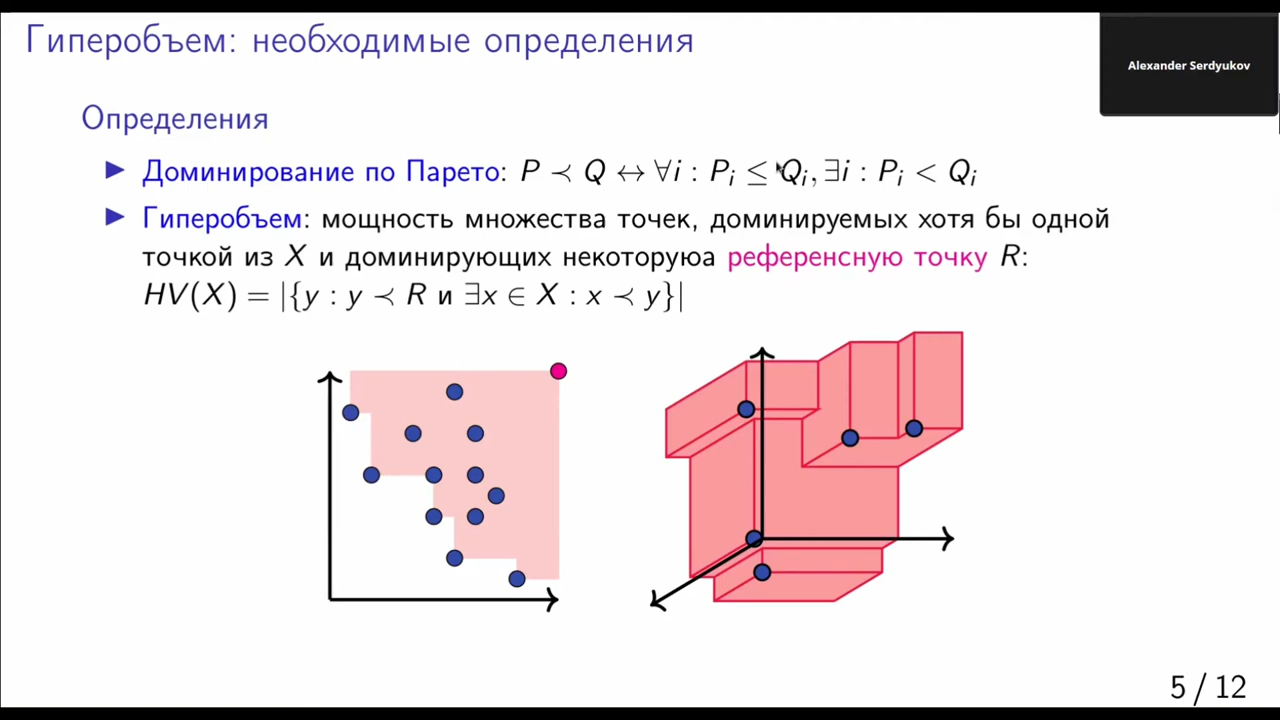 Гиперобъем: необходимые определения
Alexander Serdyukov
Определения
Доминирование по Парето: P ≺ Q ↔ ∀i : P_i ≤ Q_i, ∃i : P_i < Q_i
Гиперобъем: мощность множества точек, доминируемых хотя бы одной
точкой из X и доминирующих некоторуюа референсную точку R:
HV(X) = |{y : y ≺ R и ∃x ∈ X : x ≺ y}|
5 / 12